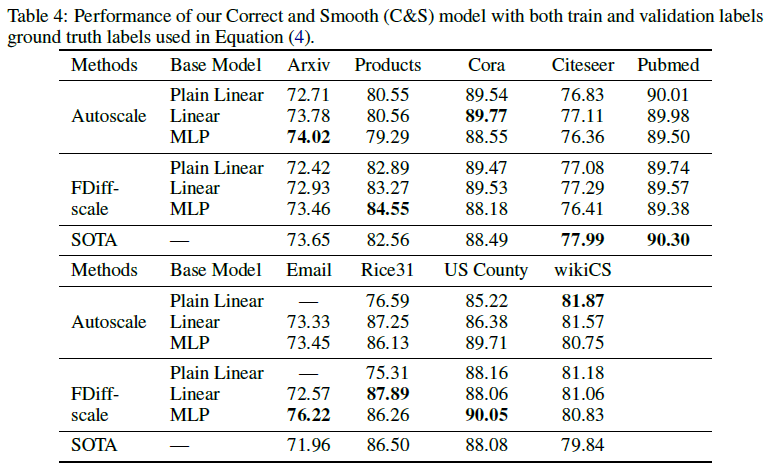 Table 4: Performance of our Correct and Smooth (C&S) model with both train and validation labels
ground truth labels used in Equation (4).
Methods Base Model Arxiv Products Cora Citeseer Pubmed
Plain Linear 72.71 80.55 89.54 76.83 90.01
Autoscale Linear 73.78 80.56 89.77 77.11 89.98
MLP 74.02 79.29 88.55 76.36 89.50
Plain Linear 72.42 82.89 89.47 77.08 89.74
FDiff- Linear 72.93 83.27 89.53 77.29 89.57
scale MLP 73.46 84.55 88.18 76.41 89.38
SOTA — 73.65 82.56 88.49 77.99 90.30
Methods Base Model Email Rice31 US County wikiCS
Plain Linear — 76.59 85.22 81.87
Autoscale Linear 73.33 87.25 86.38 81.57
MLP 73.45 86.13 89.71 80.75
Plain Linear — 75.31 88.16 81.18
FDiff- Linear 72.57 87.89 88.06 81.06
scale MLP 76.22 86.26 90.05 80.83
SOTA — 71.96 86.50 88.08 79.84